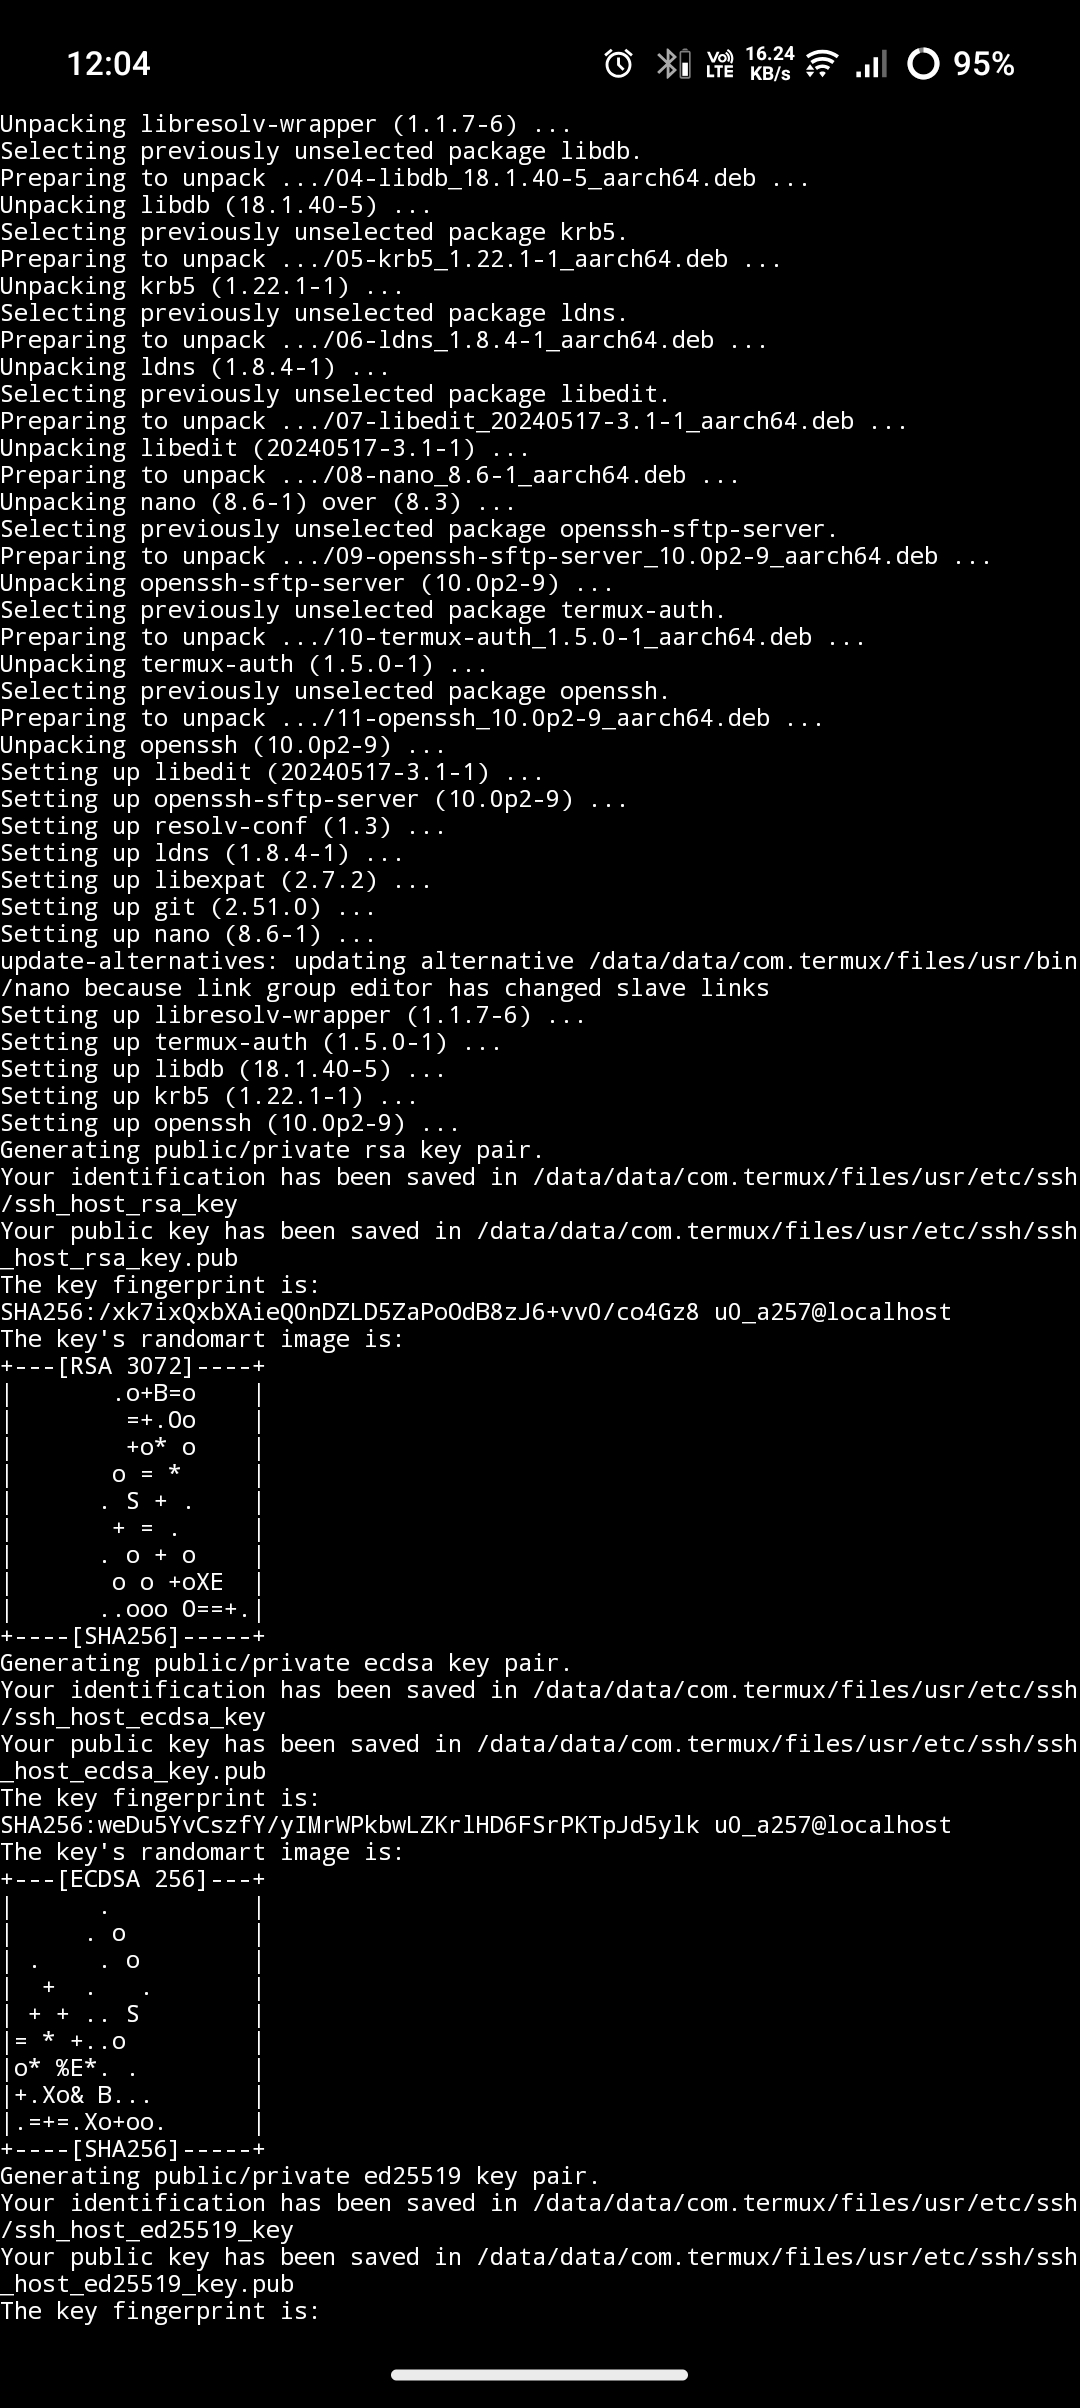 12:04 Vo)) LTE 16.24 KB/s 95%
Unpacking libresolv-wrapper (1.1.7-6) ...
Selecting previously unselected package libdb.
Preparing to unpack .../04-libdb_18.1.40-5_aarch64.deb ...
Unpacking libdb (18.1.40-5) ...
Selecting previously unselected package krb5.
Preparing to unpack .../05-krb5_1.22.1-1_aarch64.deb ...
Unpacking krb5 (1.22.1-1) ...
Selecting previously unselected package ldns.
Preparing to unpack .../06-ldns_1.8.4-1_aarch64.deb ...
Unpacking ldns (1.8.4-1) ...
Selecting previously unselected package libedit.
Preparing to unpack .../07-libedit_20240517-3.1-1_aarch64.deb ...
Unpacking libedit (20240517-3.1-1) ...
Preparing to unpack .../08-nano_8.6-1_aarch64.deb ...
Unpacking nano (8.6-1) over (8.3) ...
Selecting previously unselected package openssh-sftp-server.
Preparing to unpack .../09-openssh-sftp-server_10.0p2-9_aarch64.deb ...
Unpacking openssh-sftp-server (10.0p2-9) ...
Selecting previously unselected package termux-auth.
Preparing to unpack .../10-termux-auth_1.5.0-1_aarch64.deb ...
Unpacking termux-auth (1.5.0-1) ...
Selecting previously unselected package openssh.
Preparing to unpack .../11-openssh_10.0p2-9_aarch64.deb ...
Unpacking openssh (10.0p2-9) ...
Setting up libedit (20240517-3.1-1) ...
Setting up openssh-sftp-server (10.0p2-9) ...
Setting up resolv-conf (1.3) ...
Setting up ldns (1.8.4-1) ...
Setting up libexpat (2.7.2) ...
Setting up git (2.51.0) ...
Setting up nano (8.6-1) ...
update-alternatives: updating alternative /data/data/com.termux/files/usr/bin
/nano because link group editor has changed slave links
Setting up libresolv-wrapper (1.1.7-6) ...
Setting up termux-auth (1.5.0-1) ...
Setting up libdb (18.1.40-5) ...
Setting up krb5 (1.22.1-1) ...
Setting up openssh (10.0p2-9) ...
Generating public/private rsa key pair.
Your identification has been saved in /data/data/com.termux/files/usr/etc/ssh
/ssh_host_rsa_key
Your public key has been saved in /data/data/com.termux/files/usr/etc/ssh/ssh
_host_rsa_key.pub
The key fingerprint is:
SHA256:/xk7ixQxbXAieQ0nDZLD5ZaPoOdB8zJ6+vv0/co4Gz8 u0_a257@localhost
The key's randomart image is:
+---[RSA 3072]----+
|       .o+B=o    |
|        =+.Oo    |
|        +o* o    |
|       o = *     |
|      . S + .    |
|       + = .     |
|      . o + o    |
|       o o +oXE  |
|      ..ooo O==+.|
+----[SHA256]-----+
Generating public/private ecdsa key pair.
Your identification has been saved in /data/data/com.termux/files/usr/etc/ssh
/ssh_host_ecdsa_key
Your public key has been saved in /data/data/com.termux/files/usr/etc/ssh/ssh
_host_ecdsa_key.pub
The key fingerprint is:
SHA256:weDu5YvCszfY/yIMrWPkbwLZKrlHD6FSrPKTpJd5ylk u0_a257@localhost
The key's randomart image is:
+---[ECDSA 256]---+
|      .          |
|     . o         |
| .    . o        |
|  +  .   .       |
| + + .. S        |
|= * +..o         |
|o* %E*. .        |
|+.Xo& B...       |
|.=+=.Xo+oo.      |
+----[SHA256]-----+
Generating public/private ed25519 key pair.
Your identification has been saved in /data/data/com.termux/files/usr/etc/ssh
/ssh_host_ed25519_key
Your public key has been saved in /data/data/com.termux/files/usr/etc/ssh/ssh
_host_ed25519_key.pub
The key fingerprint is: